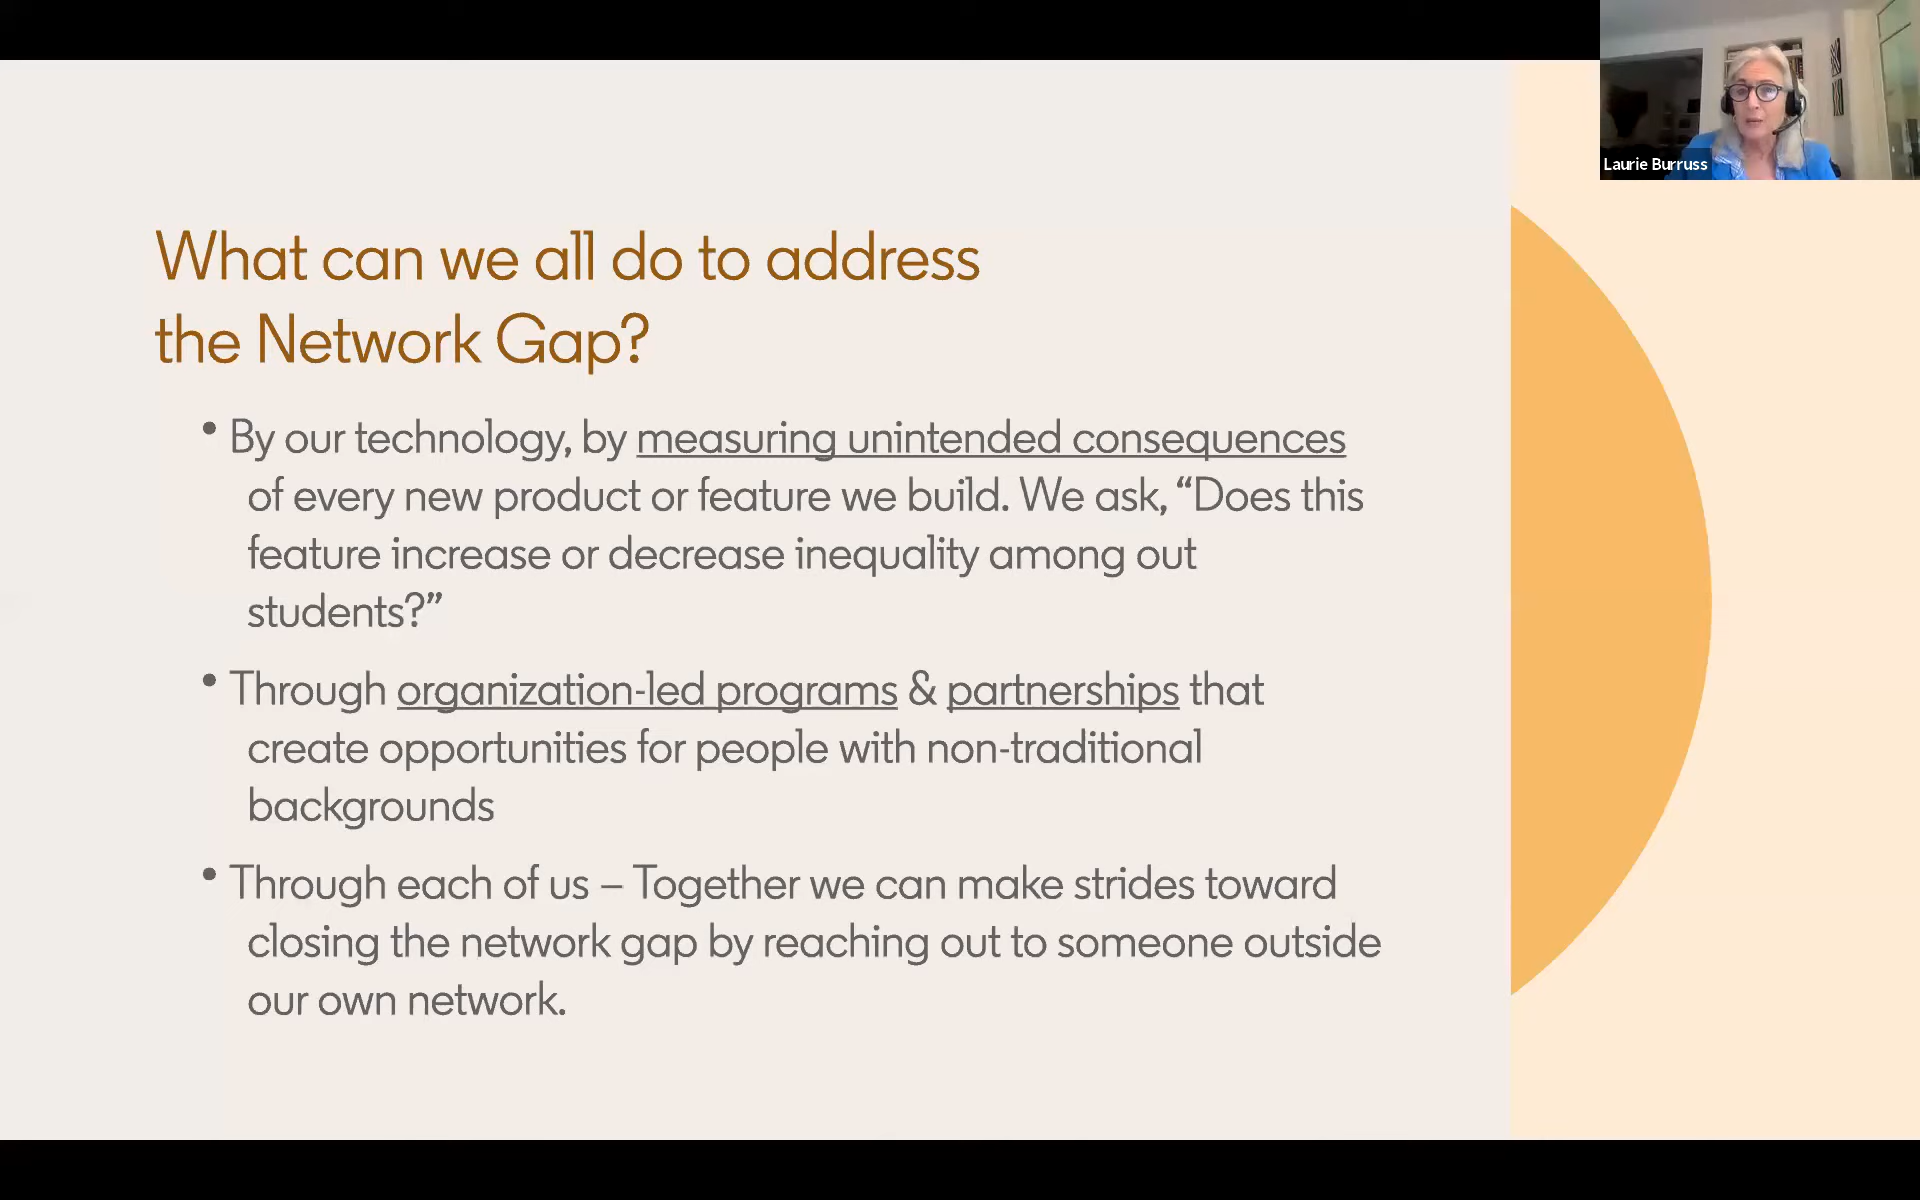 Laurie Burruss
What can we all do to address
the Network Gap?
• By our technology, by measuring unintended consequences
of every new product or feature we build. We ask, “Does this
feature increase or decrease inequality among out
students?”
• Through organization-led programs & partnerships that
create opportunities for people with non-traditional
backgrounds
• Through each of us – Together we can make strides toward
closing the network gap by reaching out to someone outside
our own network.